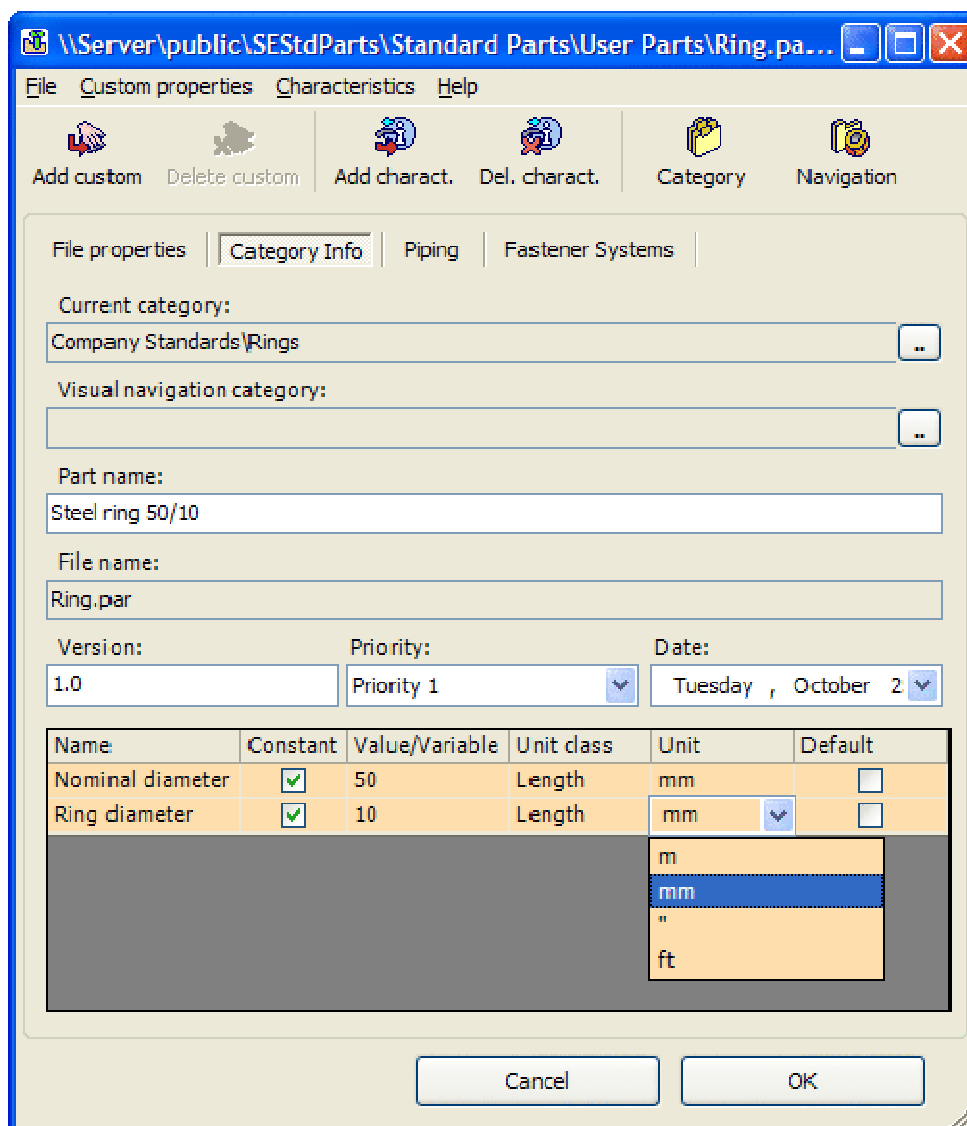 \\Server\public\SEStdParts\Standard Parts\User Parts\Ring.pa...
File Custom properties Characteristics Help
Add custom Delete custom Add charact. Del. charact. Category Navigation
File properties Category Info Piping Fastener Systems
Current category:
Company Standards\Rings
..
Visual navigation category:
..
Part name:
Steel ring 50/10
File name:
Ring.par
Version: Priority: Date:
1.0 Priority 1 Tuesday , October 2
Name Constant Value/Variable Unit class Unit Default
Nominal diameter 50 Length mm
Ring diameter 10 Length mm
m
mm
"
ft
Cancel OK